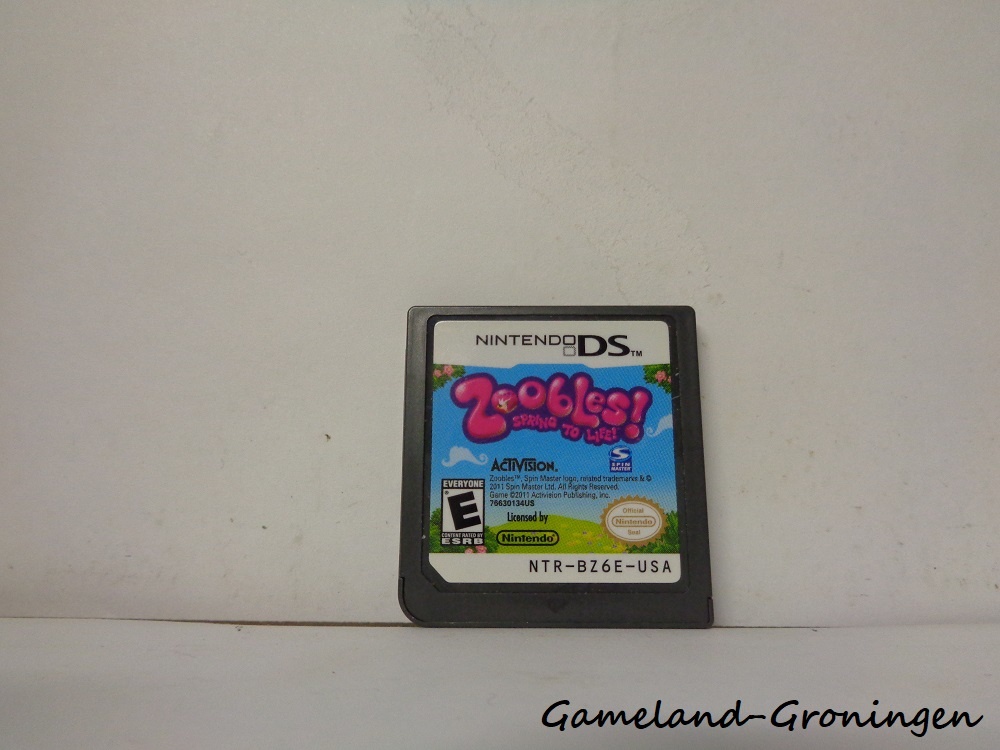 NINTENDO DS™
Zoobles!
SPRING TO LIFE!
ACTIVISION.
S
SPIN MASTER
Zoobles™, Spin Master logo, related trademarks & ©
2011 Spin Master Ltd. All Rights Reserved.
Game ©2011 Activision Publishing, Inc.
76630134US
EVERYONE
E
CONTENT RATED BY
ESRB
Licensed by
Nintendo®
Official
Nintendo
Seal
NTR-BZ6E-USA
Gameland-Groningen